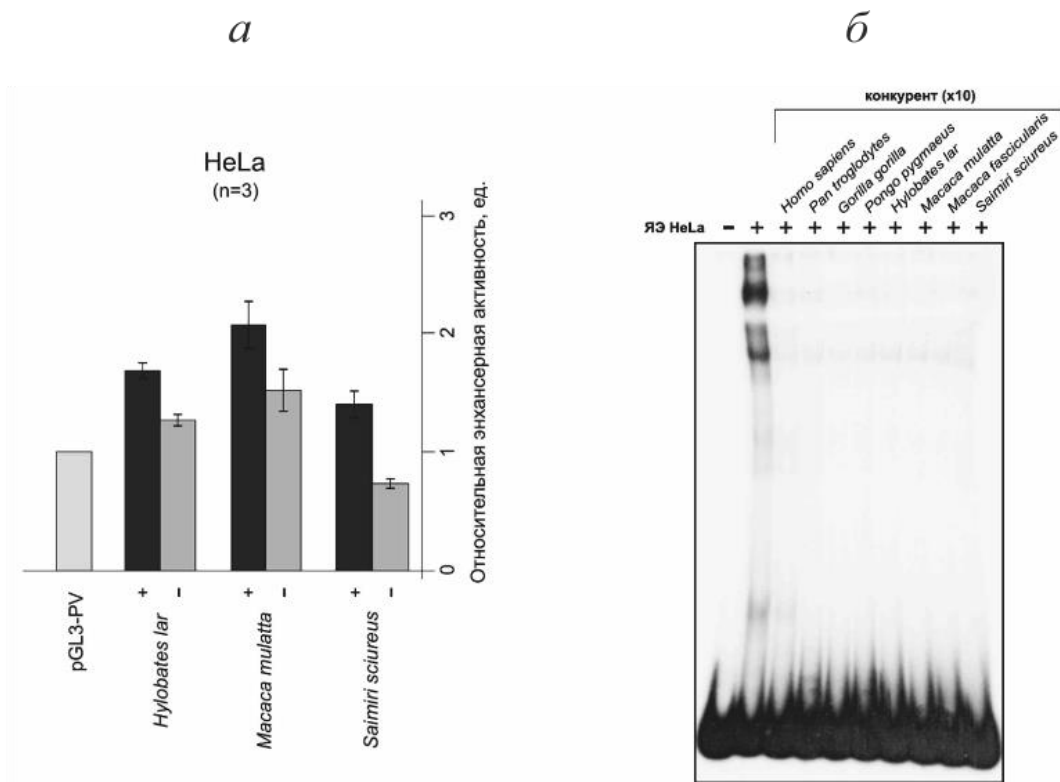 а
HeLa
(n=3)
3
2
1
0
Относительная энхансерная активность, ед.
pGL3-PV
+
−
Hylobates lar
+
−
Macaca mulatta
+
−
Saimiri sciureus
б
конкурент (x10)
Homo sapiens
Pan troglodytes
Gorilla gorilla
Pongo pygmaeus
Hylobates lar
Macaca mulatta
Macaca fascicularis
Saimiri sciureus
ЯЭ HeLa − + + + + + + + + +